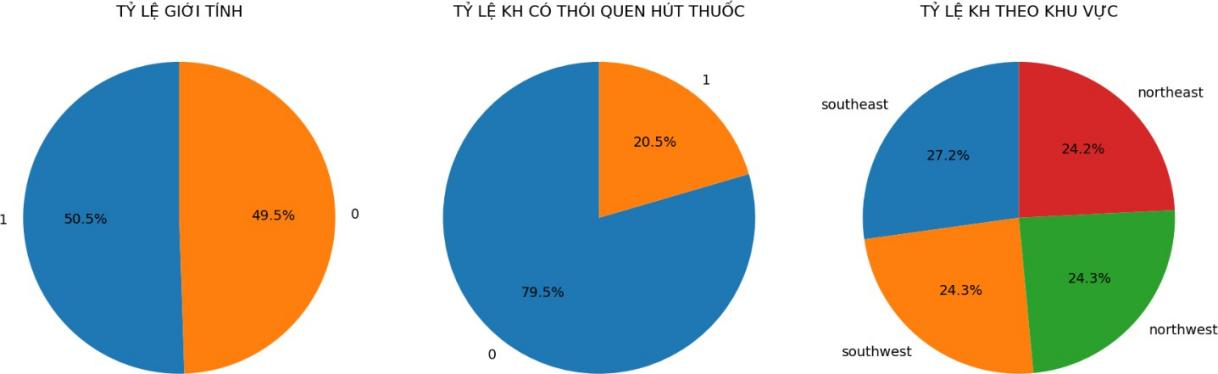 TỶ LỆ GIỚI TÍNH
1
50.5%
49.5%
0
TỶ LỆ KH CÓ THÓI QUEN HÚT THUỐC
1
20.5%
79.5%
0
TỶ LỆ KH THEO KHU VỰC
southeast
northeast
27.2%
24.2%
24.3%
24.3%
southwest
northwest